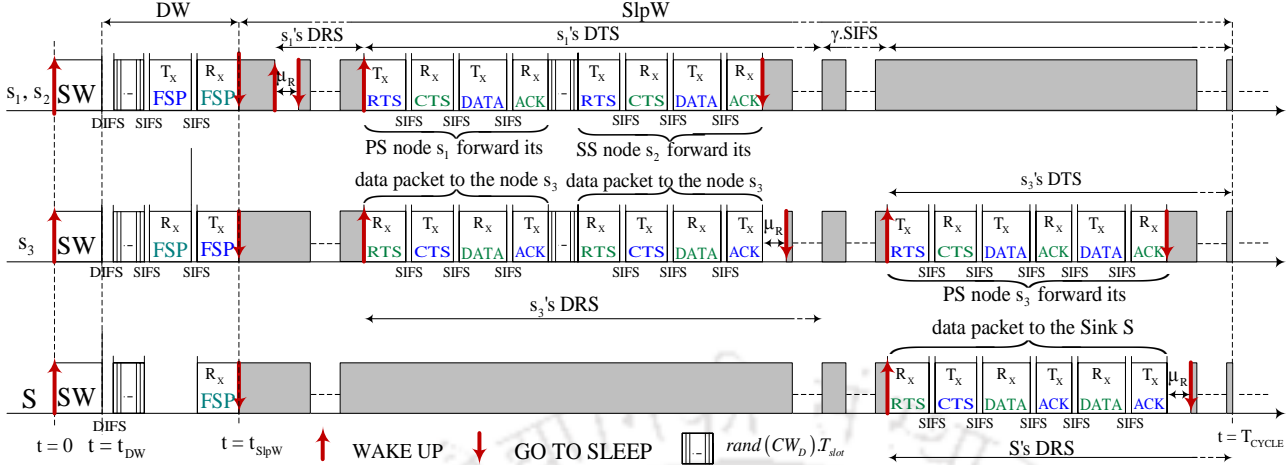 DW
SlpW
s1's DRS
s1's DTS
γ.SIFS
μR
s1, s2
SW
TX RX TX RX TX RX TX RX TX RX
FSP FSP RTS CTS DATA ACK RTS CTS DATA ACK
DIFS SIFS SIFS SIFS SIFS SIFS SIFS SIFS SIFS
PS node s1 forward its
SS node s2 forward its
data packet to the node s3
data packet to the node s3
s3's DTS
μR
s3
SW
RX TX RX TX RX TX RX TX RX TX TX RX TX RX TX RX
FSP FSP RTS CTS DATA ACK RTS CTS DATA ACK RTS CTS DATA ACK DATA ACK
DIFS SIFS SIFS SIFS SIFS SIFS SIFS SIFS SIFS SIFS SIFS SIFS SIFS SIFS
PS node s3 forward its
s3's DRS
data packet to the Sink S
μR
S
SW
RX RX TX RX TX RX TX
FSP RTS CTS DATA ACK DATA ACK
DIFS SIFS SIFS SIFS SIFS SIFS
t = 0
t = tDW
t = tSlpW
t = TCYCLE
WAKE UP
GO TO SLEEP
rand (CWD).Tslot
S's DRS